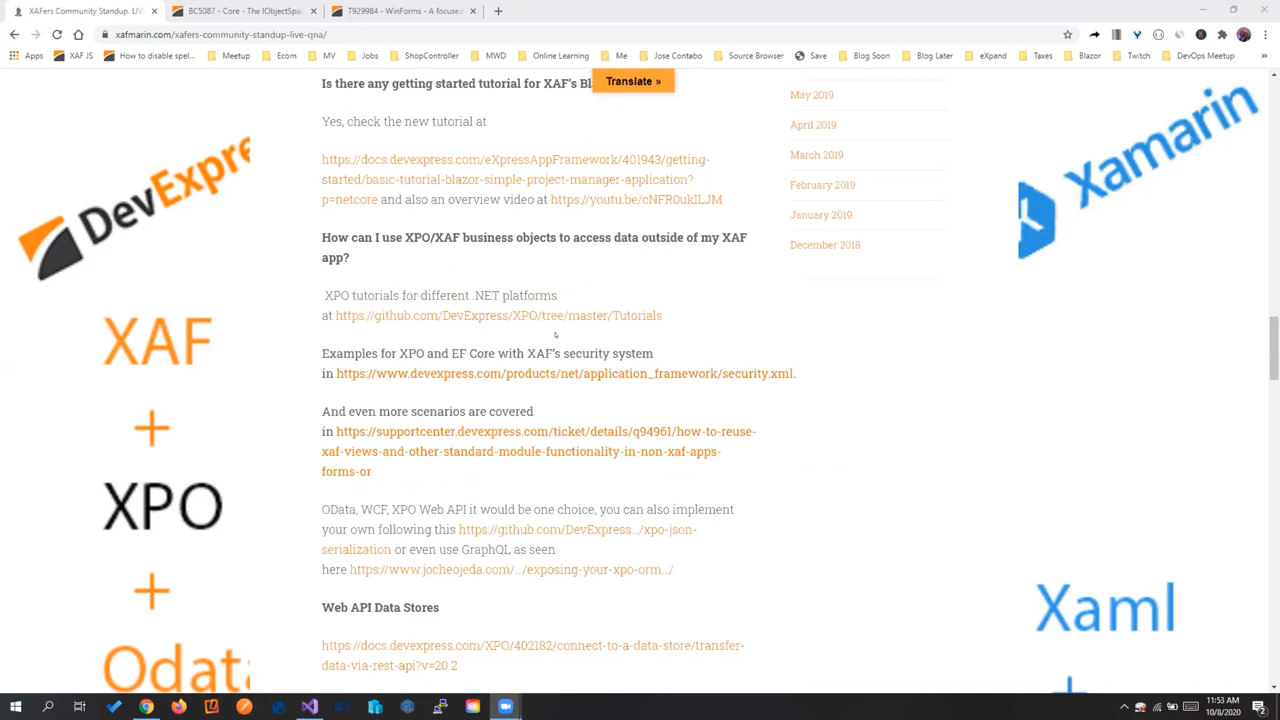 XAFers Community Standup. LIV
BC5087 - Core - The IObjectSpac
T929984 - WinForms - A focused
xafmarin.com/xafers-community-standup-live-qna/
Apps
XAF JS
How to disable spel...
Meetup
Ecom
MV
Jobs
ShopController
MWD
Online Learning
Me
Jose Contabo
Source Browser
Save
Blog Soon
Blog Later
eXpand
Taxes
Blazor
Twitch
DevOps Meetup
Is there any getting started tutorial for XAF's Bl
Translate »
Yes, check the new tutorial at
https://docs.devexpress.com/eXpressAppFramework/401943/getting-
started/basic-tutorial-blazor-simple-project-manager-application?
p=netcore and also an overview video at https://youtu.be/cNFR0ukILJM
How can I use XPO/XAF business objects to access data outside of my XAF
app?
XPO tutorials for different .NET platforms
at https://github.com/DevExpress/XPO/tree/master/Tutorials
Examples for XPO and EF Core with XAF's security system
in https://www.devexpress.com/products/net/application_framework/security.xml.
And even more scenarios are covered
in https://supportcenter.devexpress.com/ticket/details/q94961/how-to-reuse-
xaf-views-and-other-standard-module-functionality-in-non-xaf-apps-
forms-or
OData, WCF, XPO Web API it would be one choice, you can also implement
your own following this https://github.com/DevExpress.../xpo-json-
serialization or even use GraphQL as seen
here https://www.jocheojeda.com/.../exposing-your-xpo-orm.../
Web API Data Stores
https://docs.devexpress.com/XPO/402182/connect-to-a-data-store/transfer-
data-via-rest-api?v=20.2
May 2019
April 2019
March 2019
February 2019
January 2019
December 2018
DevExpre
XAF
+
XPO
+
Odat
Xamarin
Xaml
+
11:53 AM
10/8/2020
2